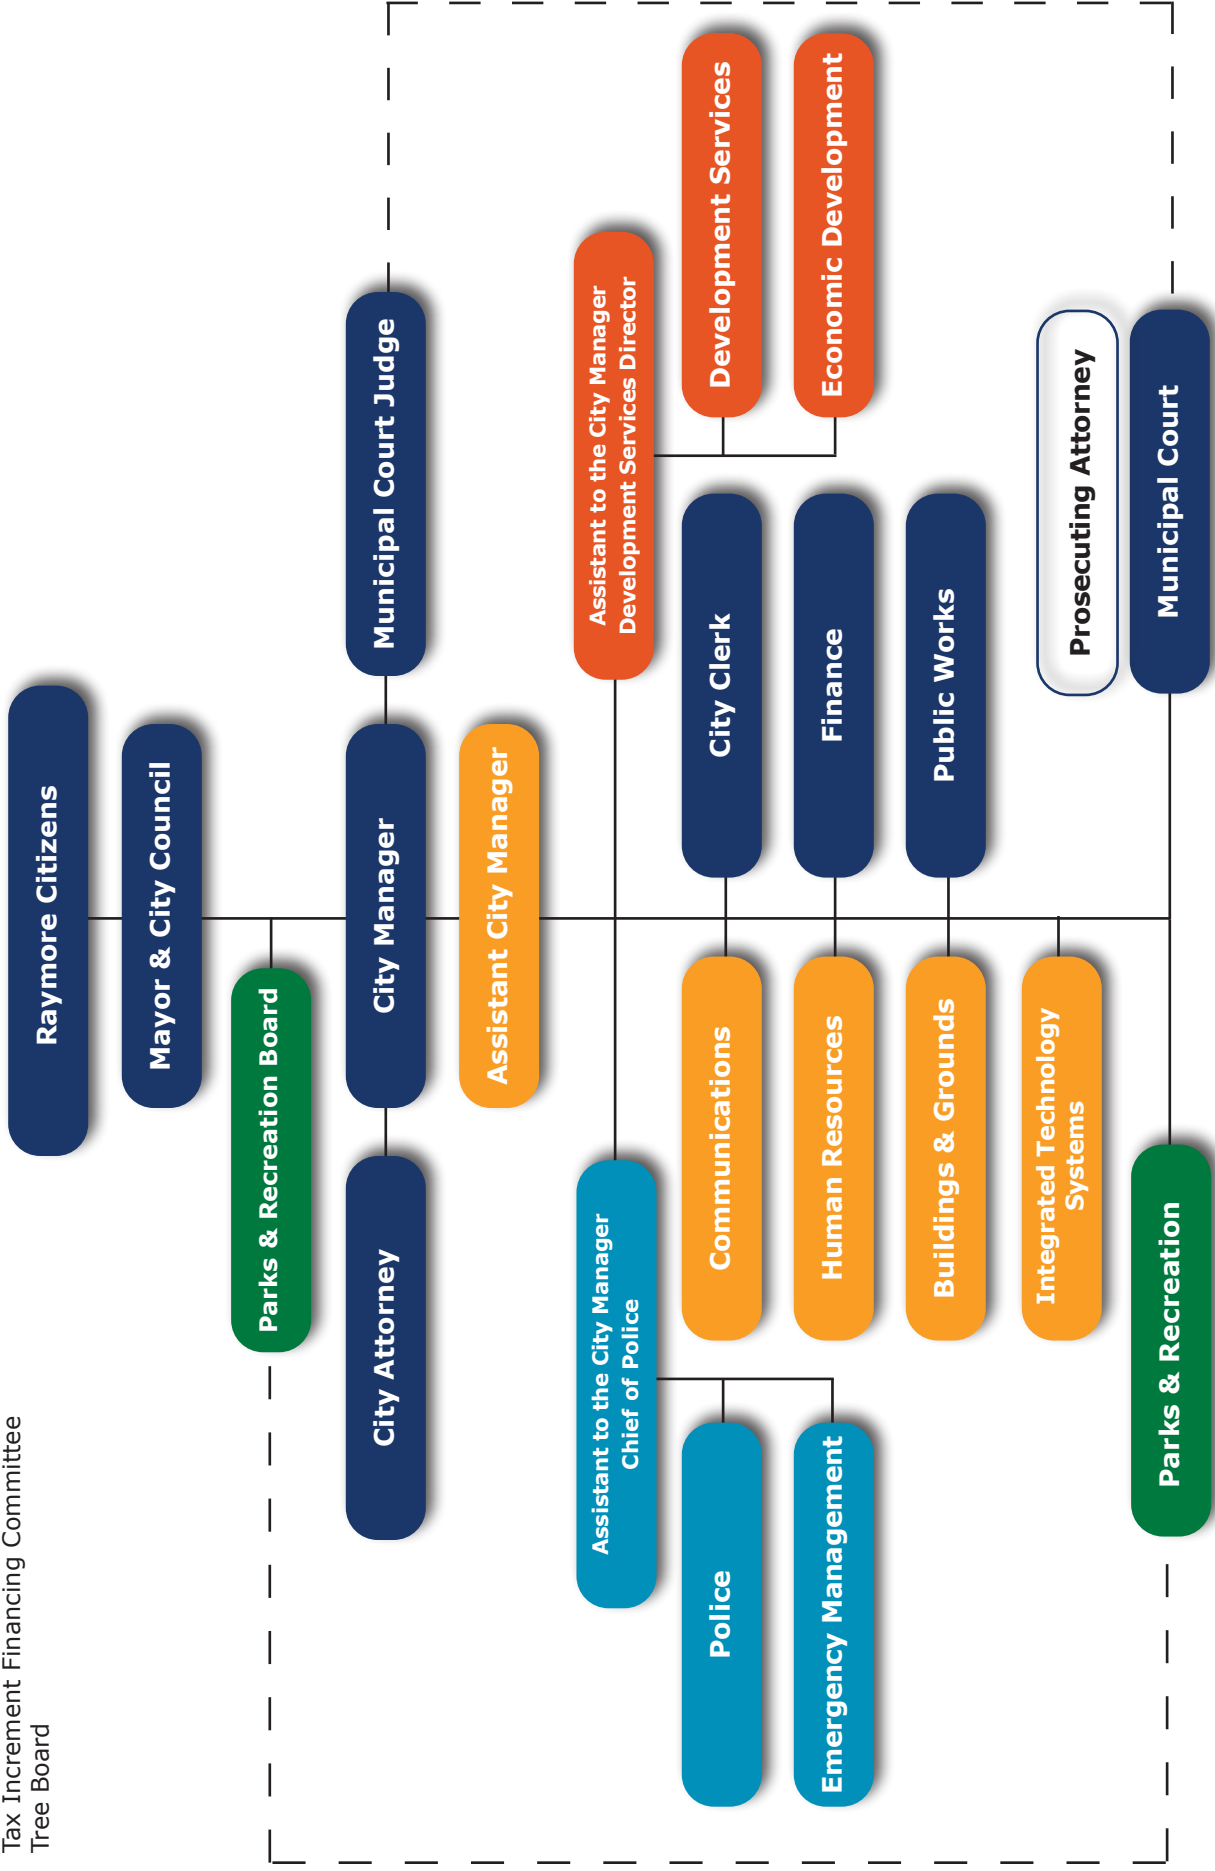 Tax Increment Financing Committee
Tree Board
Raymore Citizens
Mayor & City Council
Parks & Recreation Board
City Attorney
City Manager
Municipal Court Judge
Assistant City Manager
Assistant to the City Manager
Chief of Police
Assistant to the City Manager
Development Services Director
Police
Communications
City Clerk
Development Services
Emergency Management
Human Resources
Finance
Economic Development
Buildings & Grounds
Public Works
Integrated Technology
Systems
Prosecuting Attorney
Parks & Recreation
Municipal Court